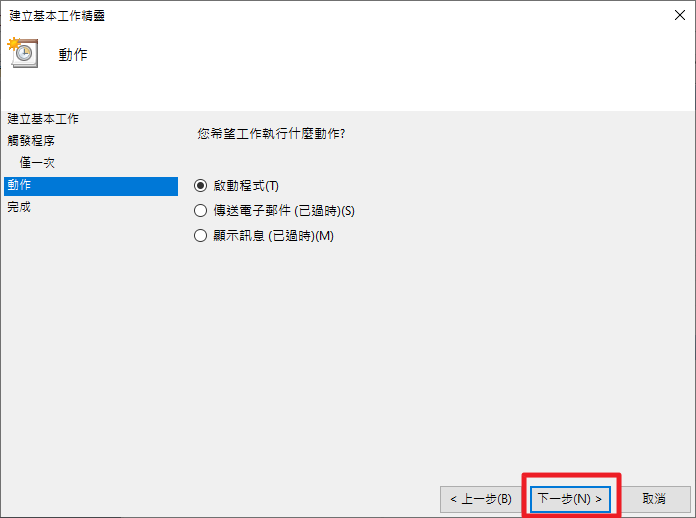 建立基本工作精靈
動作
建立基本工作
觸發程序
僅一次
動作
完成
您希望工作執行什麼動作?
啟動程式(T)
傳送電子郵件 (已過時)(S)
顯示訊息 (已過時)(M)
< 上一步(B)
下一步(N) >
取消